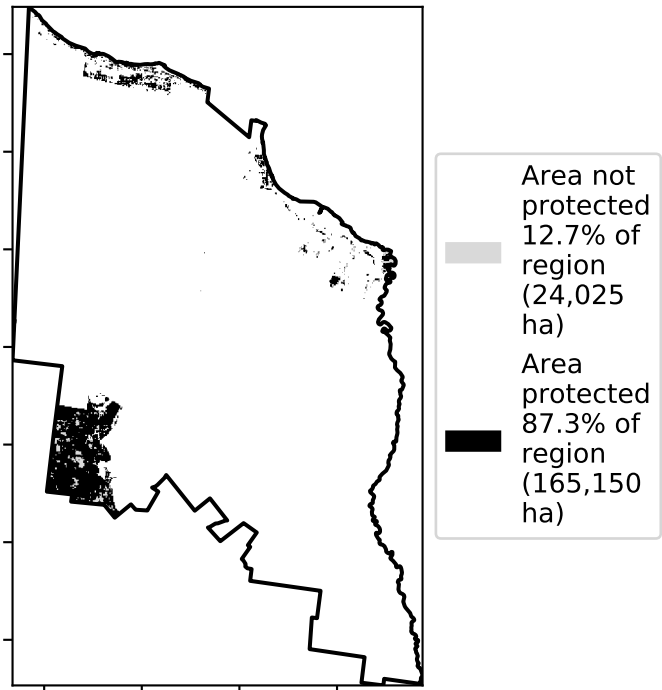 Area not
protected
12.7% of
region
(24,025
ha)
Area
protected
87.3% of
region
(165,150
ha)